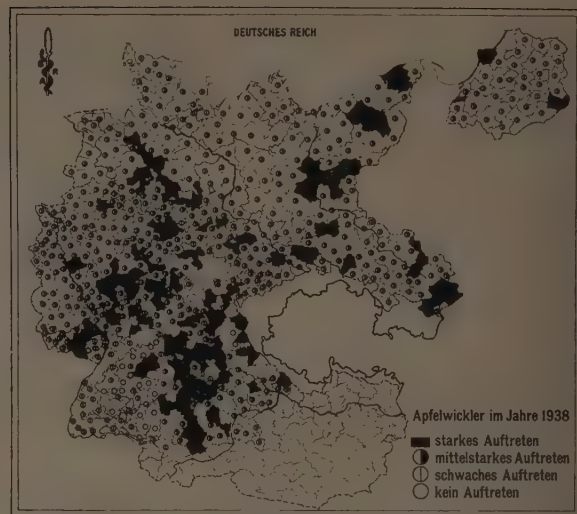 DEUTSCHES REICH
Apfelwickler im Jahre 1938
starkes Auftreten
mittelstarkes Auftreten
schwaches Auftreten
kein Auftreten